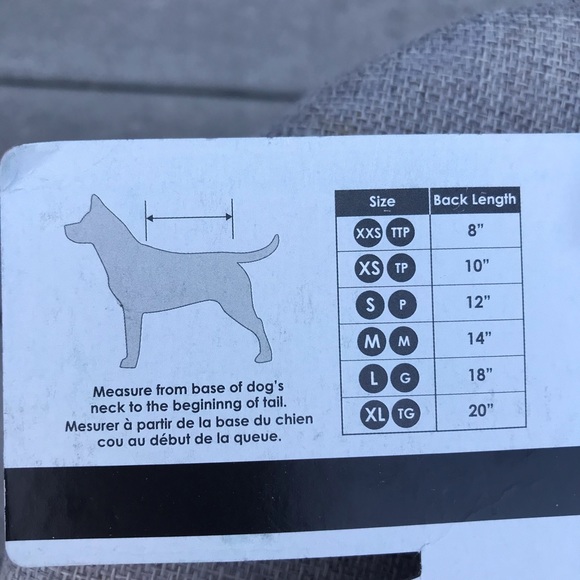 Size Back Length
XXS TTP 8"
XS TP 10"
S P 12"
M M 14"
L G 18"
XL TG 20"
Measure from base of dog's
neck to the begininng of tail.
Mesurer à partir de la base du chien
cou au début de la queue.